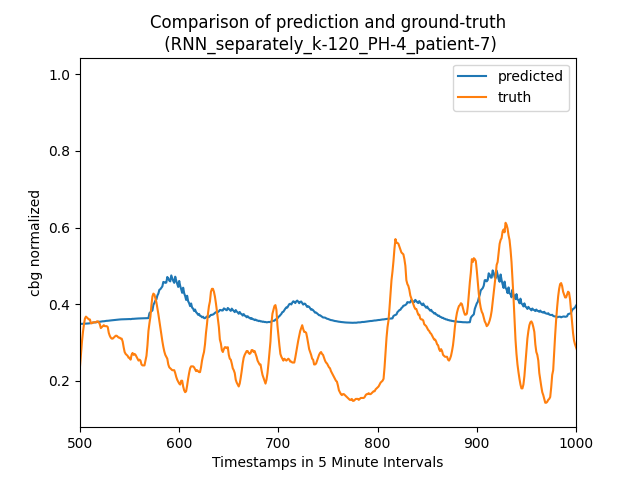 Comparison of prediction and ground-truth
(RNN_separately_k-120_PH-4_patient-7)
predicted
truth
cbg normalized
1.0
0.8
0.6
0.4
0.2
500 600 700 800 900 1000
Timestamps in 5 Minute Intervals